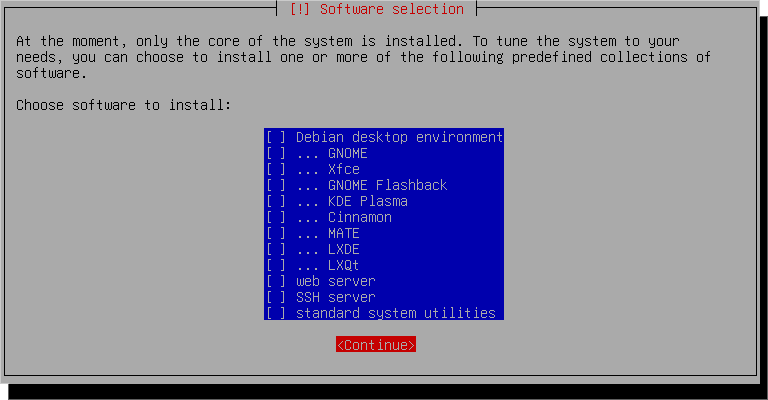 [!] Software selection
At the moment, only the core of the system is installed. To tune the system to your
needs, you can choose to install one or more of the following predefined collections of
software.
Choose software to install:
[ ] Debian desktop environment
[ ] ... GNOME
[ ] ... Xfce
[ ] ... GNOME Flashback
[ ] ... KDE Plasma
[ ] ... Cinnamon
[ ] ... MATE
[ ] ... LXDE
[ ] ... LXQt
[ ] web server
[ ] SSH server
[ ] standard system utilities
<Continue>